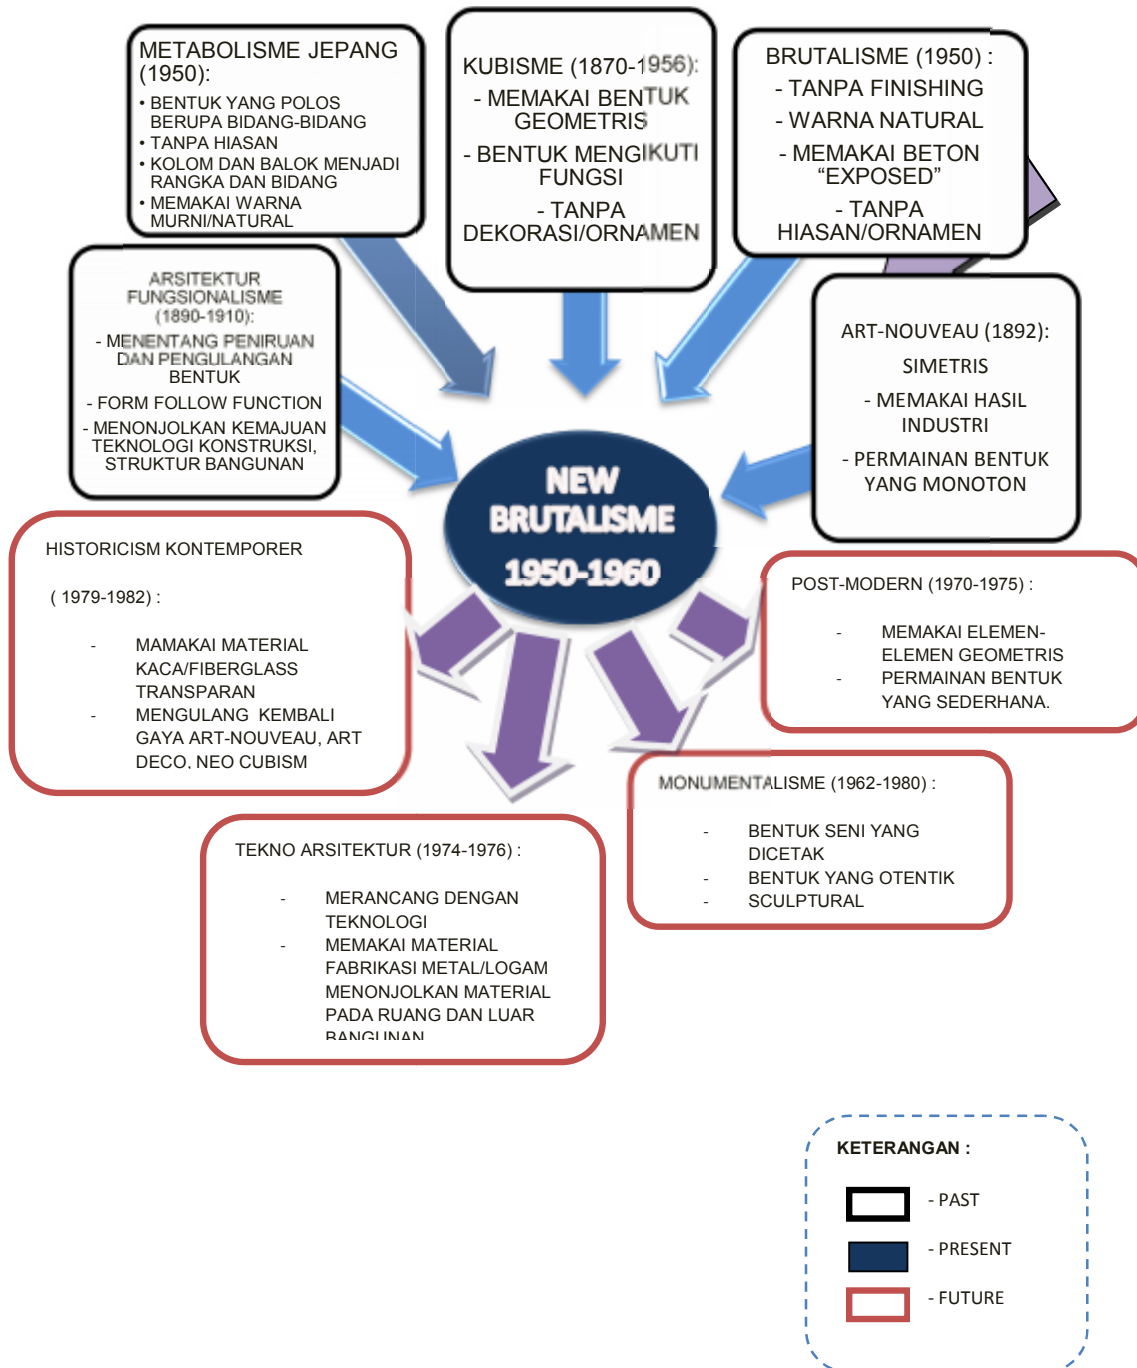 METABOLISME JEPANG
(1950):
• BENTUK YANG POLOS
BERUPA BIDANG-BIDANG
• TANPA HIASAN
• KOLOM DAN BALOK MENJADI
RANGKA DAN BIDANG
• MEMAKAI WARNA
MURNI/NATURAL
KUBISME (1870-1956):
- MEMAKAI BENTUK
GEOMETRIS
- BENTUK MENGIKUTI
FUNGSI
- TANPA
DEKORASI/ORNAMEN
BRUTALISME (1950) :
- TANPA FINISHING
- WARNA NATURAL
- MEMAKAI BETON
“EXPOSED”
- TANPA
HIASAN/ORNAMEN
ARSITEKTUR
FUNGSIONALISME
(1890-1910):
- MENENTANG PENIRUAN
DAN PENGULANGAN
BENTUK
- FORM FOLLOW FUNCTION
- MENONJOLKAN KEMAJUAN
TEKNOLOGI KONSTRUKSI,
STRUKTUR BANGUNAN
ART-NOUVEAU (1892):
SIMETRIS
- MEMAKAI HASIL
INDUSTRI
- PERMAINAN BENTUK
YANG MONOTON
NEW
BRUTALISME
1950-1960
HISTORICISM KONTEMPORER
( 1979-1982) :
- MAMAKAI MATERIAL
KACA/FIBERGLASS
TRANSPARAN
- MENGULANG KEMBALI
GAYA ART-NOUVEAU, ART
DECO, NEO CUBISM
POST-MODERN (1970-1975) :
- MEMAKAI ELEMEN-
ELEMEN GEOMETRIS
- PERMAINAN BENTUK
YANG SEDERHANA.
TEKNO ARSITEKTUR (1974-1976) :
- MERANCANG DENGAN
TEKNOLOGI
- MEMAKAI MATERIAL
FABRIKASI METAL/LOGAM
MENONJOLKAN MATERIAL
PADA RUANG DAN LUAR
BANGUNAN
MONUMENTALISME (1962-1980) :
- BENTUK SENI YANG
DICETAK
- BENTUK YANG OTENTIK
- SCULPTURAL
KETERANGAN :
- PAST
- PRESENT
- FUTURE